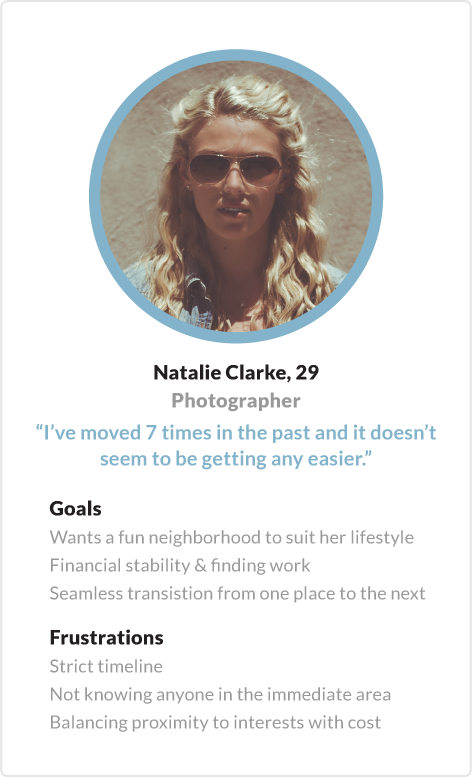 Natalie Clarke, 29
Photographer
“I’ve moved 7 times in the past and it doesn’t
seem to be getting any easier.”
Goals
Wants a fun neighborhood to suit her lifestyle
Financial stability & finding work
Seamless transistion from one place to the next
Frustrations
Strict timeline
Not knowing anyone in the immediate area
Balancing proximity to interests with cost